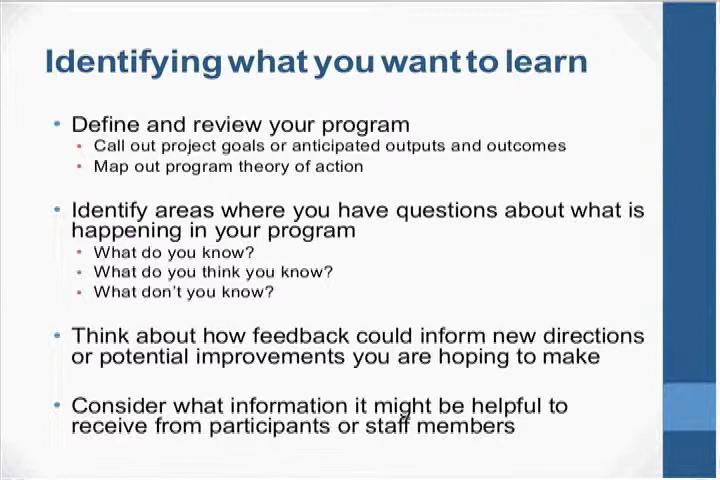 Identifying what you want to learn
• Define and review your program
• Call out project goals or anticipated outputs and outcomes
• Map out program theory of action
• Identify areas where you have questions about what is
happening in your program
• What do you know?
• What do you think you know?
• What don't you know?
• Think about how feedback could inform new directions
or potential improvements you are hoping to make
• Consider what information it might be helpful to
receive from participants or staff members